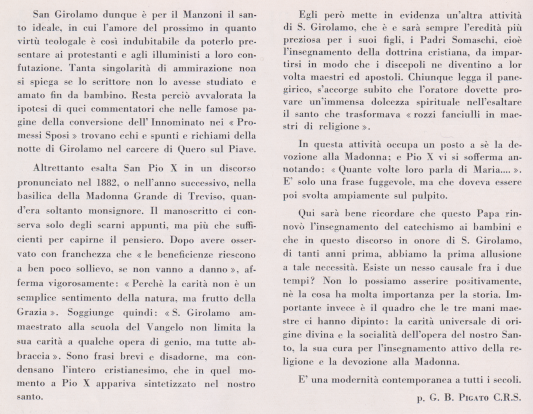 San Girolamo dunque è per il Manzoni il san-
to ideale, in cui l'amore del prossimo in quanto
virtù teologale è così indubitabile da poterlo pre-
sentare ai protestanti e agli illuministi a loro con-
futazione. Tanta singolarità di ammirazione non
si spiega se lo scrittore non lo avesse studiato e
amato fin da bambino. Resta perciò avvalorata la
ipotesi di quei commentatori che nelle famose pa-
gine della conversione dell'Innominato nei « Pro-
messi Sposi » trovano echi e spunti e richiami della
notte di Girolamo nel carcere di Quero sul Piave.
Altrettanto esalta San Pio X in un discorso
pronunciato nel 1882, o nell'anno successivo, nella
basilica della Madonna Grande di Treviso, quan-
d'era soltanto monsignore. Il manoscritto ci con-
serva solo degli scarni appunti, ma più che suffi-
cienti per capirne il pensiero. Dopo avere osser-
vato con franchezza che « le beneficienze riescono
a ben poco sollievo, se non vanno a danno », af-
ferma vigorosamente: « Perchè la carità non è un
semplice sentimento della natura, ma frutto della
Grazia ». Soggiunge quindi: « S. Girolamo am-
maestrato alla scuola del Vangelo non limita la
sua carità a qualche opera di genio, ma tutte ab-
braccia ». Sono frasi brevi e disadorne, ma con-
densano l'intero cristianesimo, che in quel mo-
mento a Pio X appariva sintetizzato nel nostro
santo.
Egli però mette in evidenza un'altra attività
di S. Girolamo, che è e sarà sempre l'eredità più
preziosa per i suoi figli, i Padri Somaschi, cioè
l'insegnamento della dottrina cristiana, da impar-
tirsi in modo che i discepoli ne diventino a lor
volta maestri ed apostoli. Chiunque legga il pane-
girico, s'accorge subito che l'oratore dovette pro-
vare un'immensa dolcezza spirituale nell'esaltare
il santo che trasformava « rozzi fanciulli in mae-
stri di religione ».
In questa attività occupa un posto a sè la de-
vozione alla Madonna; e Pio X vi si sofferma an-
notando: « Quante volte loro parla di Maria.... ».
E' solo una frase fuggevole, ma che doveva essere
poi svolta ampiamente sul pulpito.
Qui sarà bene ricordare che questo Papa rin-
novò l'insegnamento del catechismo ai bambini e
che in questo discorso in onore di S. Girolamo,
di tanti anni prima, abbiamo la prima allusione
a tale necessità. Esiste un nesso causale fra i due
tempi? Non lo possiamo asserire positivamente,
nè la cosa ha molta importanza per la storia. Im-
portante invece è il quadro che le tre mani mae-
stre ci hanno dipinto: la carità universale di ori-
gine divina e la socialità dell'opera del nostro San-
to, la sua cura per l'insegnamento attivo della re-
ligione e la devozione alla Madonna.
E' una modernità contemporanea a tutti i secoli.
p. G. B. PIGATO C.R.S.